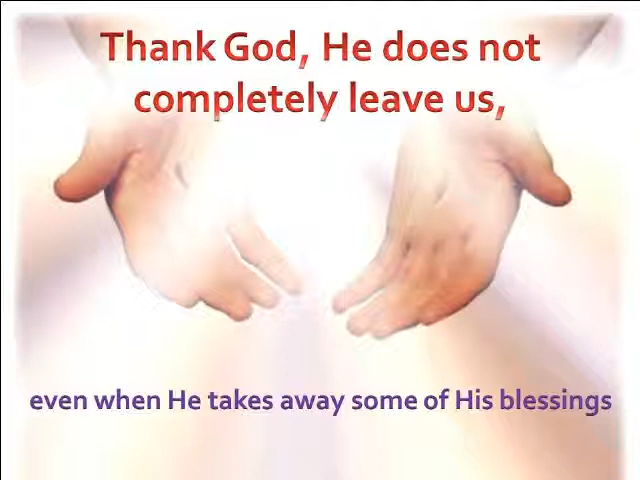 Thank God, He does not
completely leave us,
even when He takes away some of His blessings